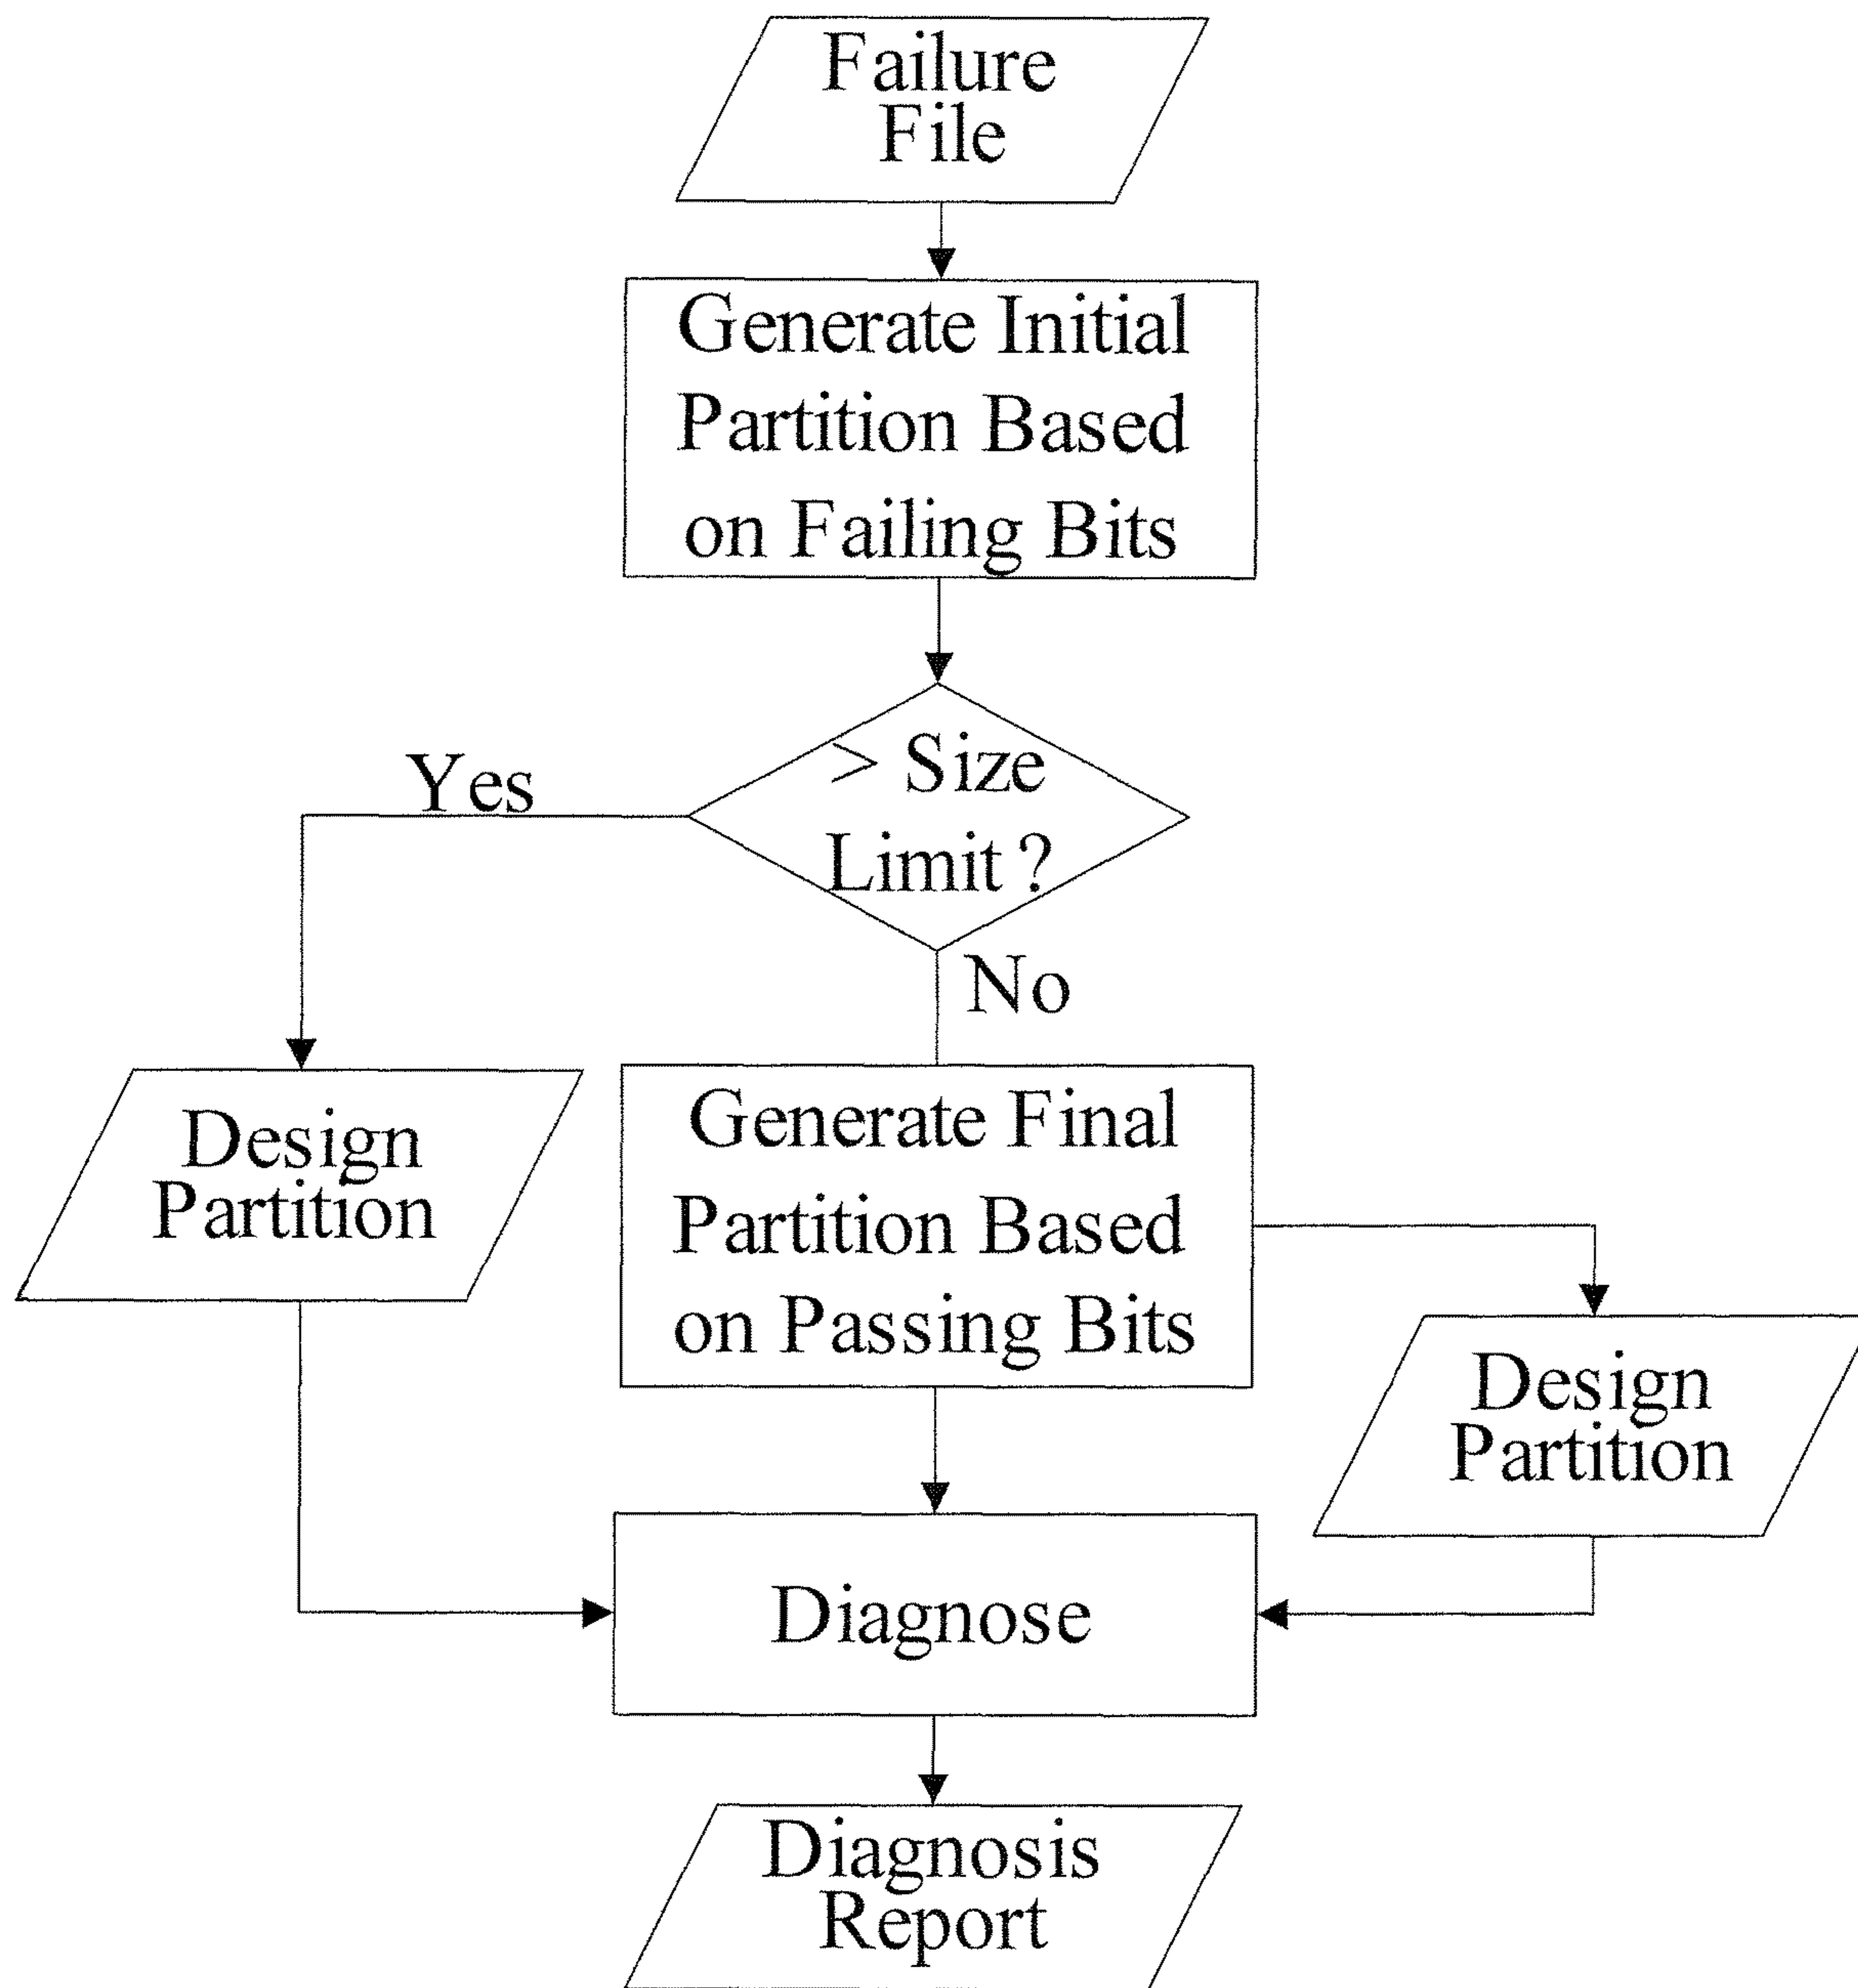 Failure
File
Generate Initial
Partition Based
on Failing Bits
> Size
Limit ?
Yes
No
Design
Partition
Generate Final
Partition Based
on Passing Bits
Design
Partition
Diagnose
Diagnosis
Report